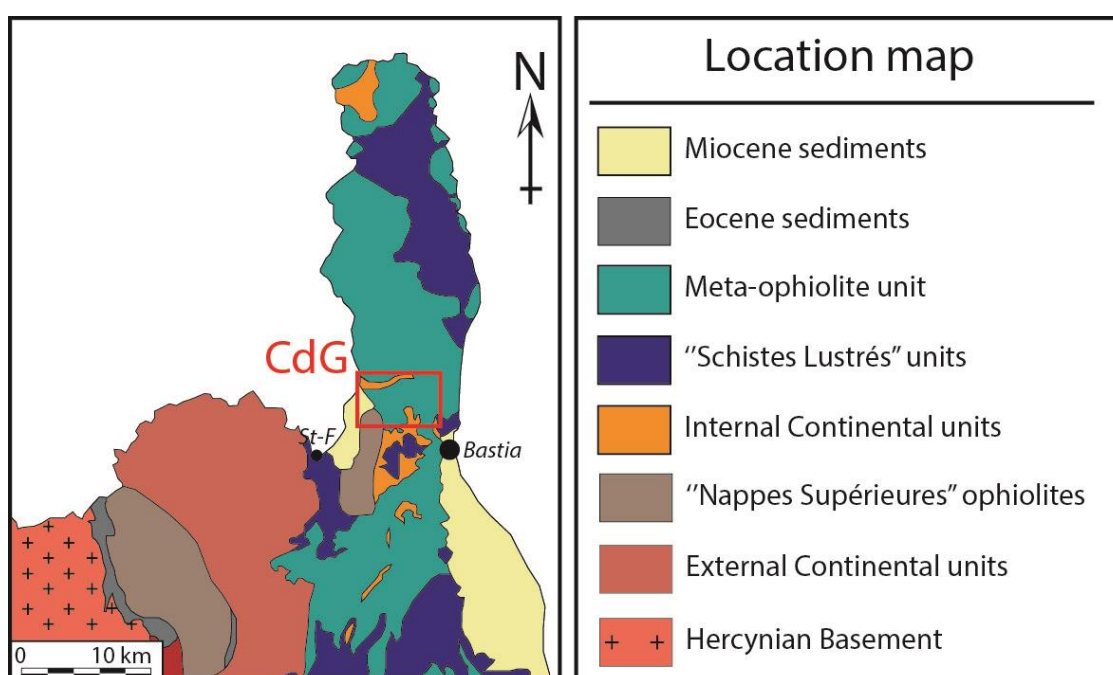 N
CdG
St-F
Bastia
0 10 km
Location map
Miocene sediments
Eocene sediments
Meta-ophiolite unit
‘‘Schistes Lustrés’’ units
Internal Continental units
‘‘Nappes Supérieures’’ ophiolites
External Continental units
Hercynian Basement